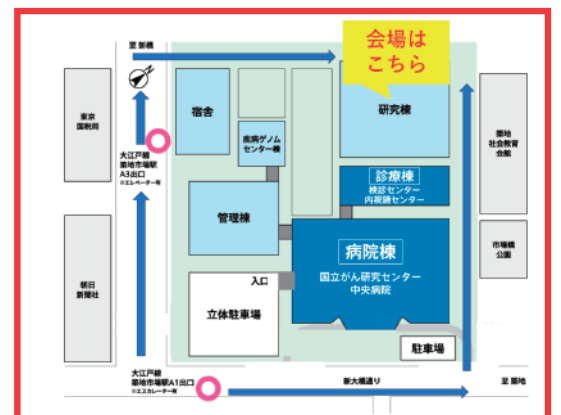 至 新橋
会場は
こちら
東京
国税局
宿舎
研究棟
疾病ゲノム
センター棟
築地
社会教育
会館
大江戸線
築地市場駅
A3出口
※エレベーター有
診療棟
検診センター
内視鏡センター
管理棟
病院棟
市場橋
公園
国立がん研究センター
中央病院
入口
朝日
新聞社
立体駐車場
駐車場
大江戸線
築地市場駅A1出口
※エスカレーター有
新大橋通り
至 築地